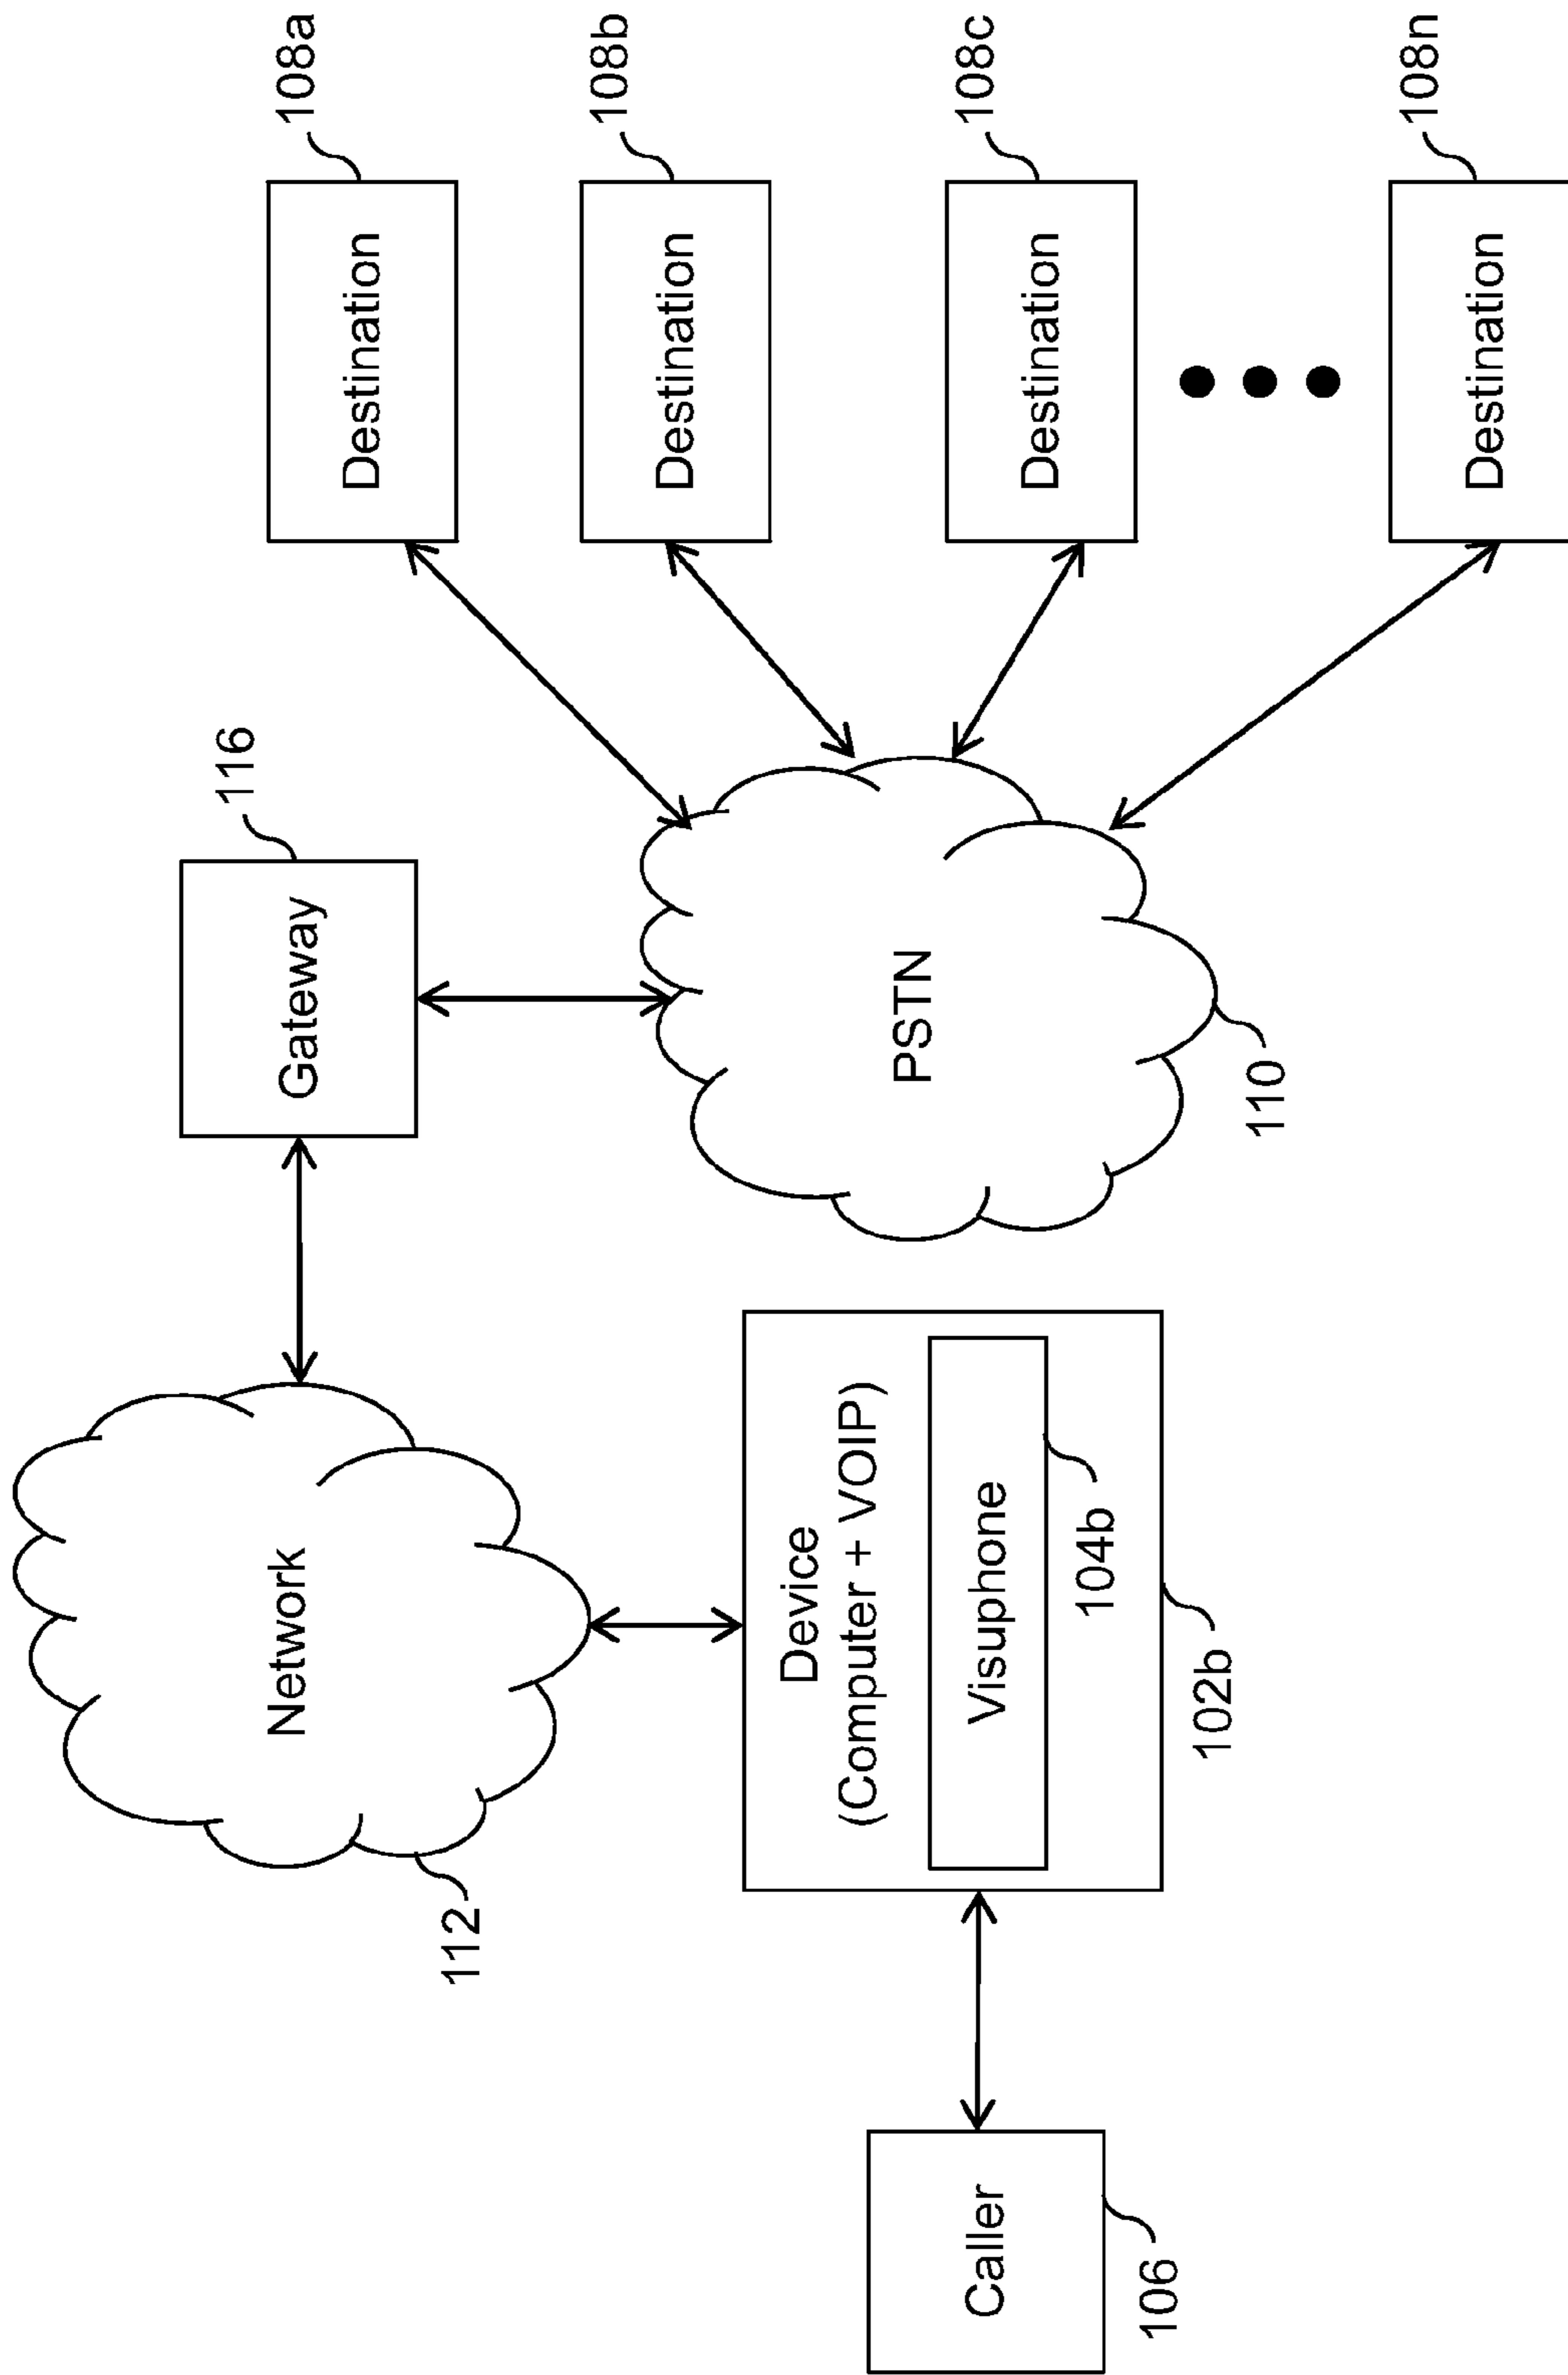 Network
112
Gateway
116
Caller
106
Device
(Computer + VOIP)
Visuphone
104b
102b
PSTN
110
Destination
108a
Destination
108b
Destination
108c
Destination
108n